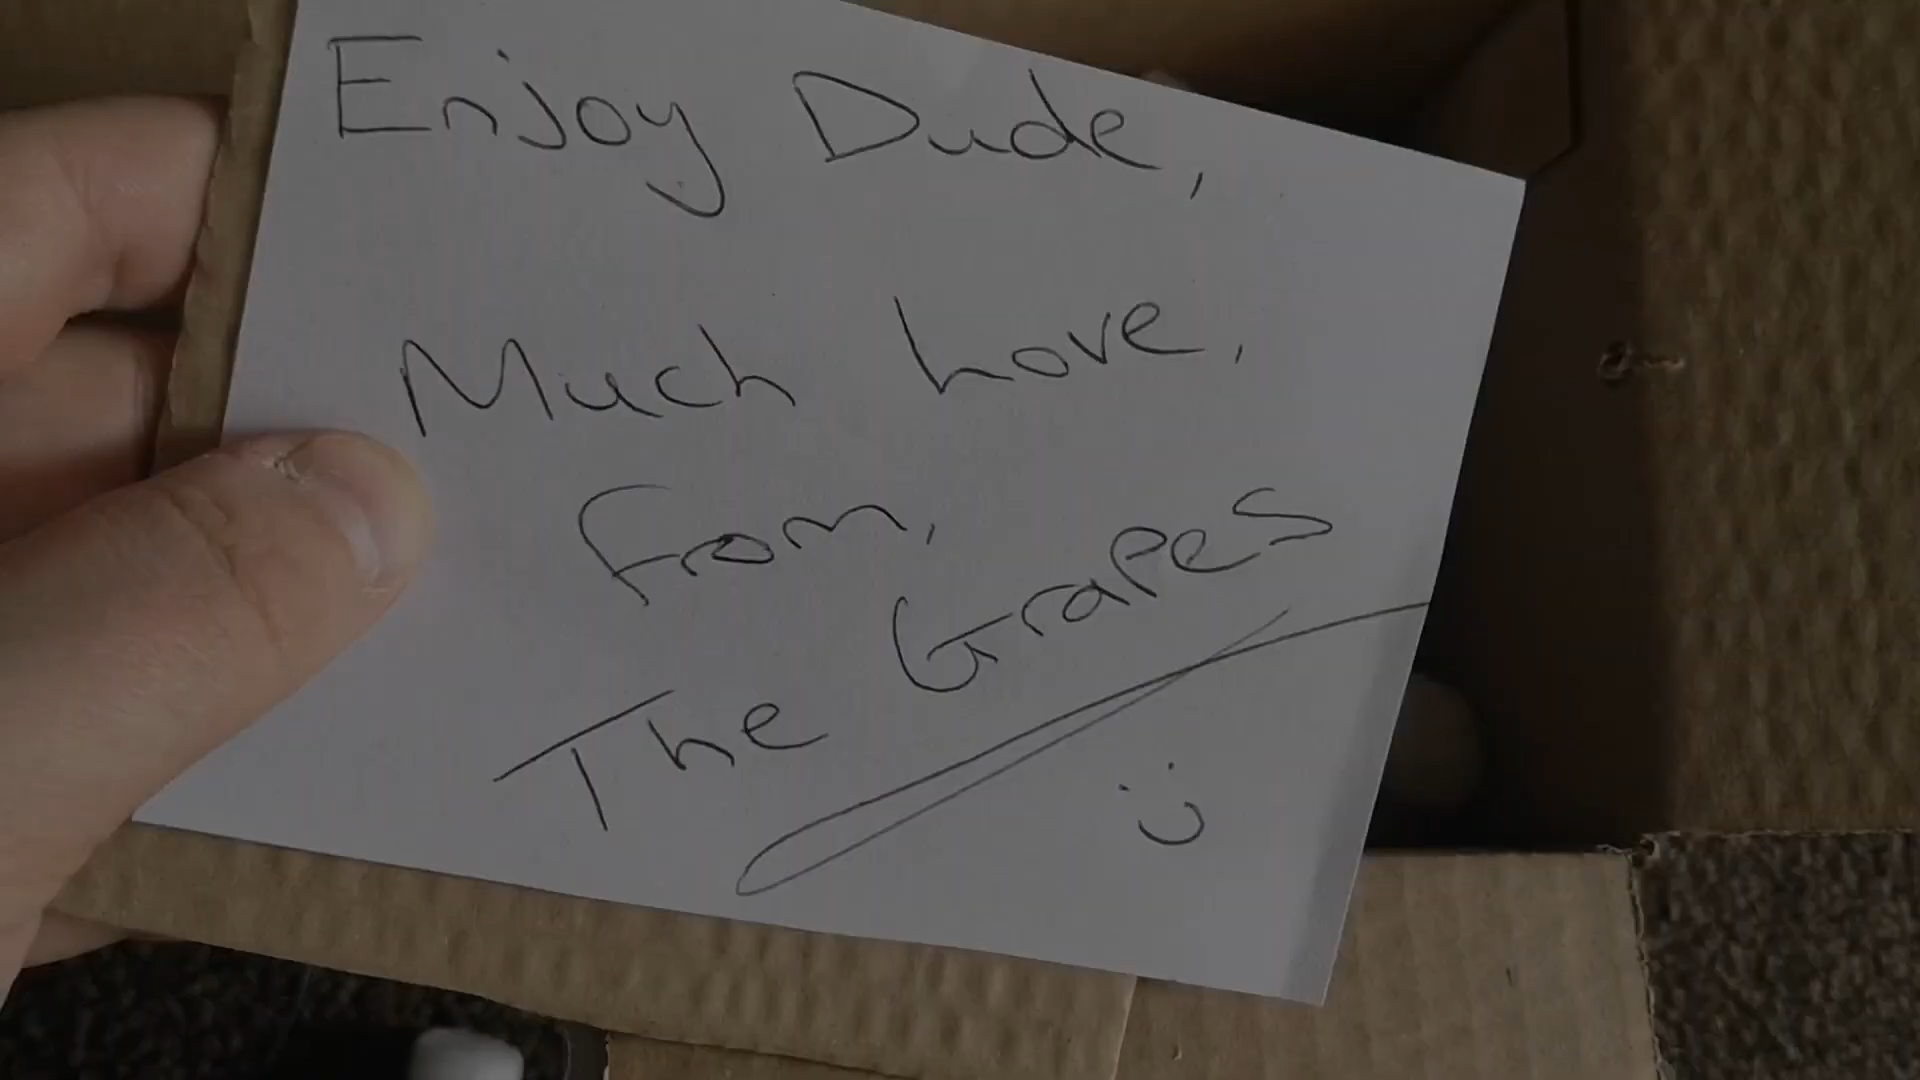 Enjoy Dude,
Much Love,
From,
The Grapes
:)